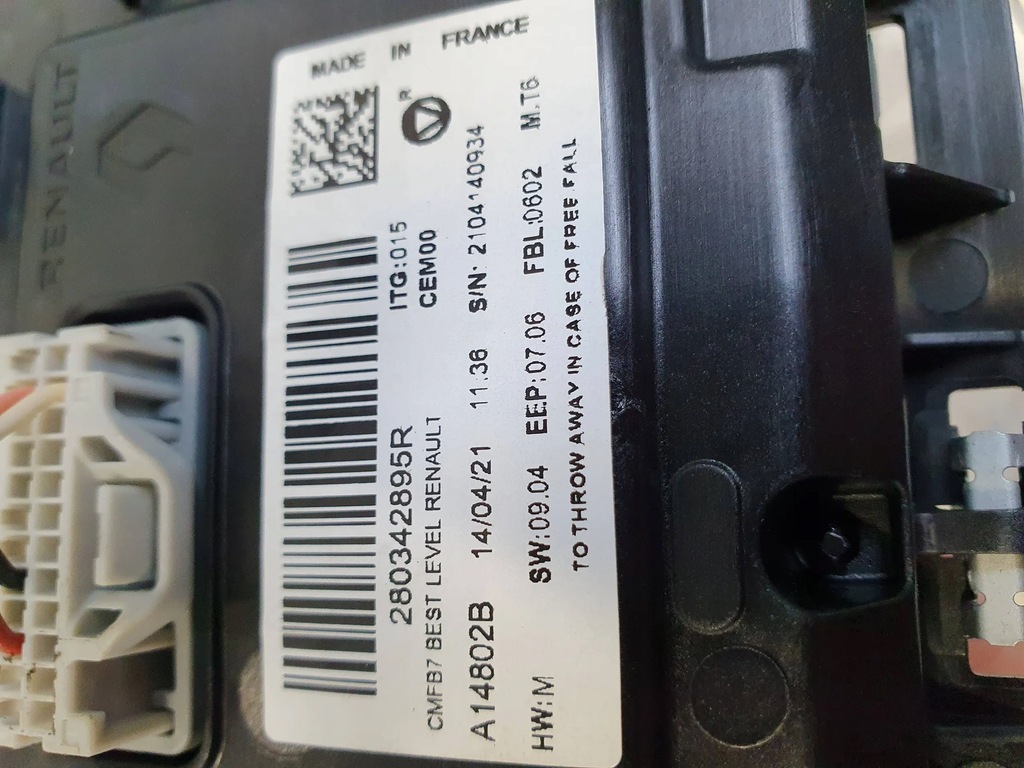 RENAULT
MADE IN FRANCE
R
ITG:015
CEM00
280342895R
CMFB7 BEST LEVEL RENAULT
A14802B 14/04/21 11:36 S/N: 2104140934
HW:M SW:09.04 EEP:07.06 FBL:0602 M.T6
TO THROW AWAY IN CASE OF FREE FALL